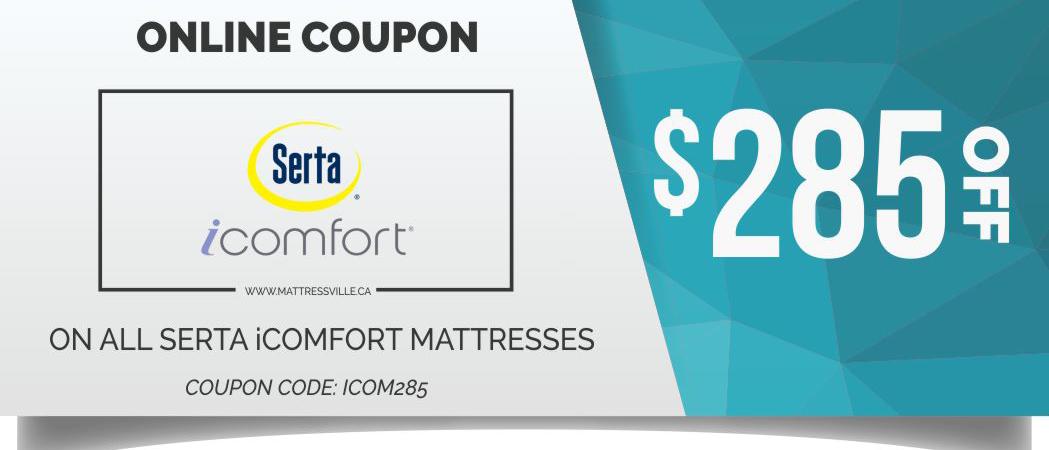 ONLINE COUPON
Serta®
icomfort®
WWW.MATTRESSVILLE.CA
ON ALL SERTA iCOMFORT MATTRESSES
COUPON CODE: ICOM285
$285 OFF